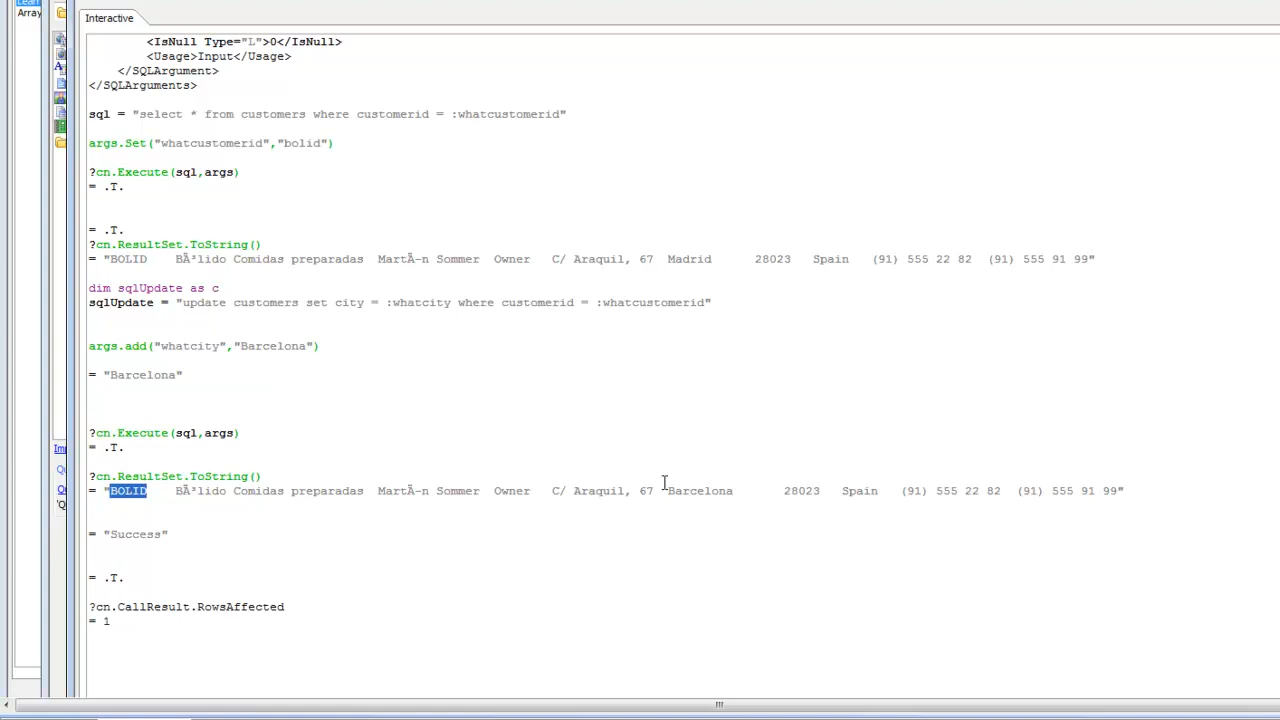 Learn
Array
Interactive
<IsNull Type="L">0</IsNull>
<Usage>Input</Usage>
</SQLArgument>
</SQLArguments>
sql = "select * from customers where customerid = :whatcustomerid"
args.Set("whatcustomerid","bolid")
?cn.Execute(sql,args)
= .T.
= .T.
?cn.ResultSet.ToString()
= "BOLID    BÃ³lido Comidas preparadas  MartÃ-n Sommer  Owner   C/ Araquil, 67  Madrid      28023   Spain   (91) 555 22 82  (91) 555 91 99"
dim sqlUpdate as c
sqlUpdate = "update customers set city = :whatcity where customerid = :whatcustomerid"
args.add("whatcity","Barcelona")
= "Barcelona"
?cn.Execute(sql,args)
= .T.
?cn.ResultSet.ToString()
= "BOLID    BÃ³lido Comidas preparadas  MartÃ-n Sommer  Owner   C/ Araquil, 67  Barcelona       28023   Spain   (91) 555 22 82  (91) 555 91 99"
= "Success"
= .T.
?cn.CallResult.RowsAffected
= 1